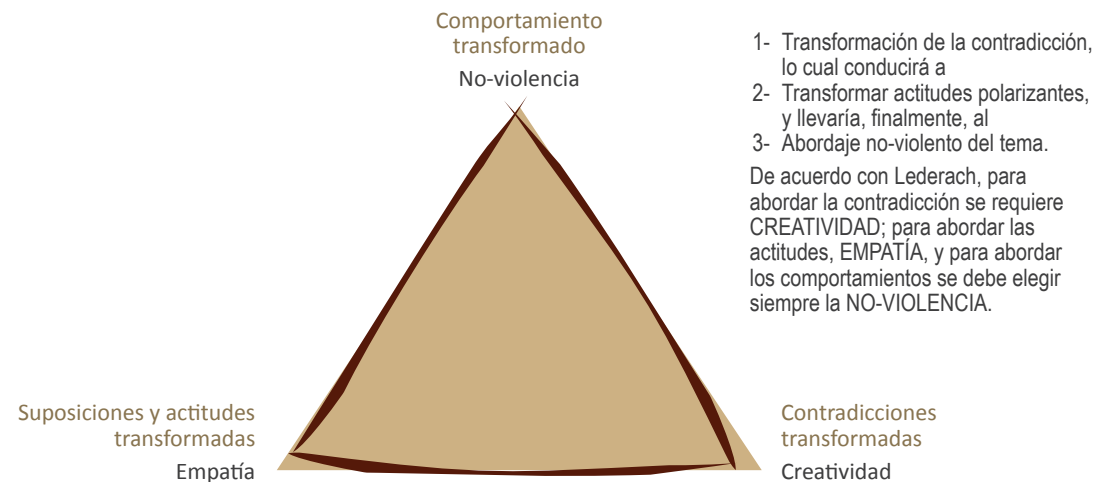 Comportamiento
transformado
No-violencia
1- Transformación de la contradicción,
lo cual conducirá a
2- Transformar actitudes polarizantes,
y llevaría, finalmente, al
3- Abordaje no-violento del tema.
De acuerdo con Lederach, para
abordar la contradicción se requiere
CREATIVIDAD; para abordar las
actitudes, EMPATÍA, y para abordar
los comportamientos se debe elegir
siempre la NO-VIOLENCIA.
Suposiciones y actitudes
transformadas
Empatía
Contradicciones
transformadas
Creatividad